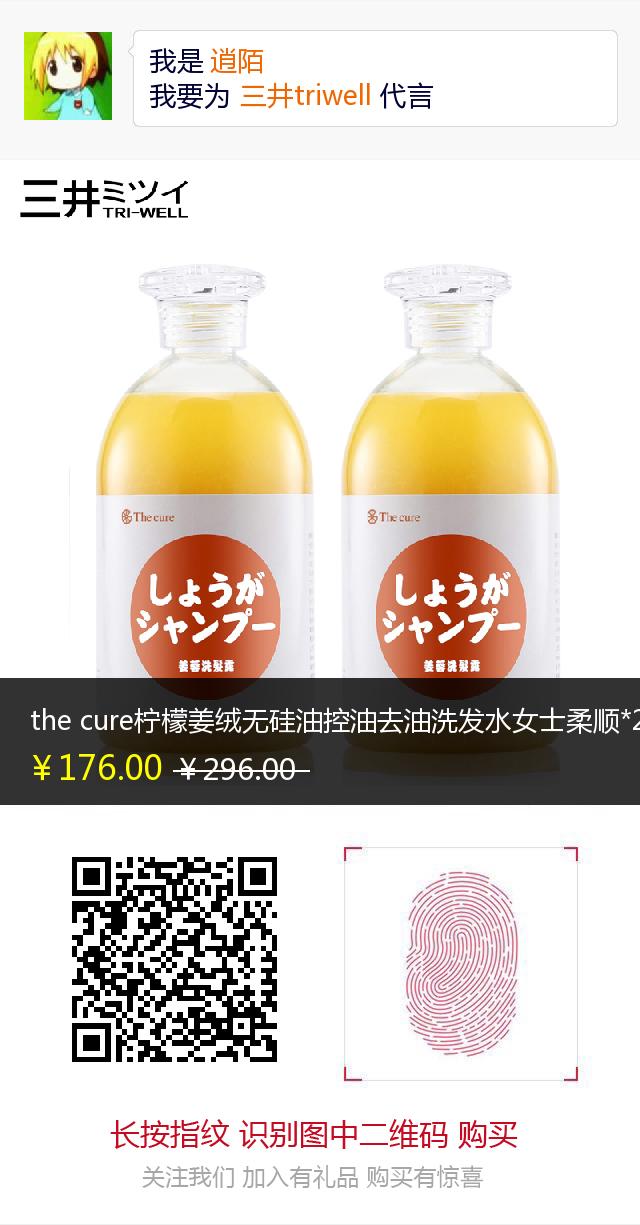 我是 逍陌
我要为 三井triwell 代言
三井ミツイ
TRI-WELL
The cure
しょうが
シャンプー
姜蓉洗髮露
The cure
しょうが
シャンプー
姜蓉洗髮露
the cure柠檬姜绒无硅油控油去油洗发水女士柔顺*2
￥176.00 ￥296.00
长按指纹 识别图中二维码 购买
关注我们 加入有礼品 购买有惊喜